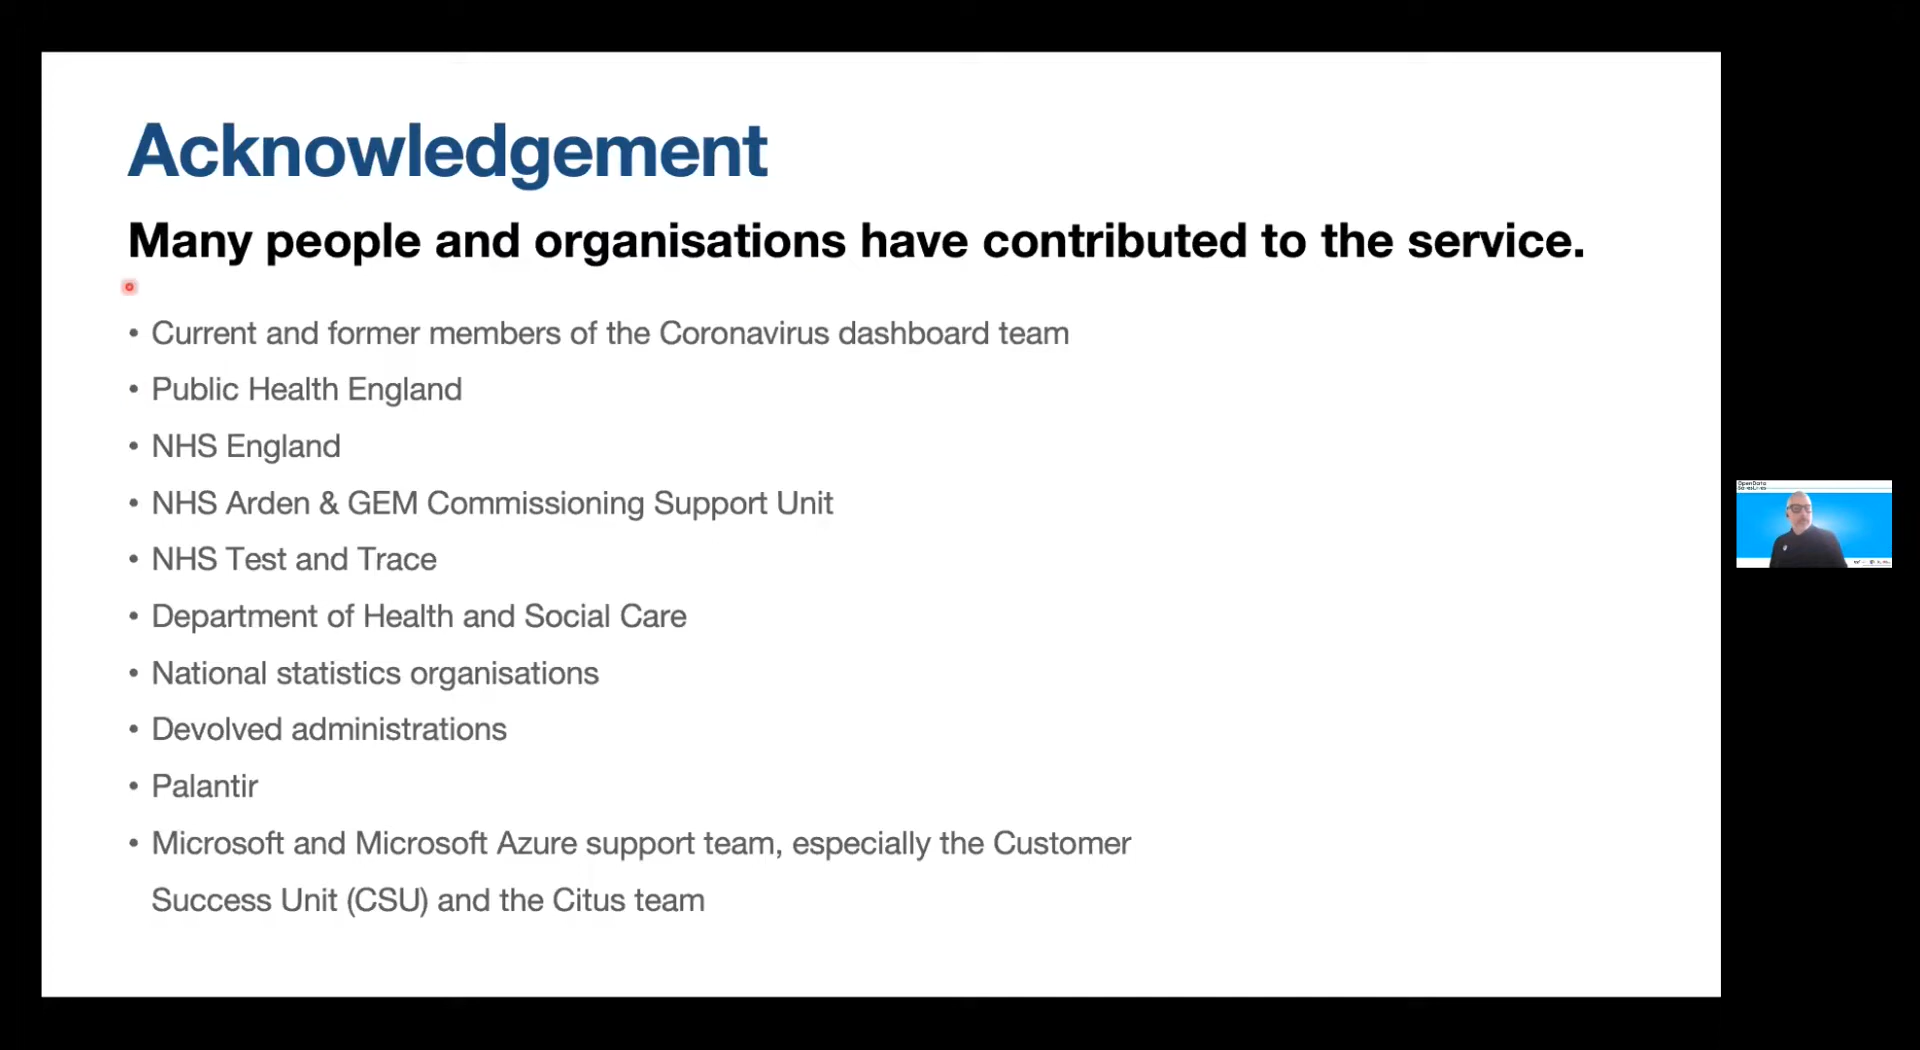 Acknowledgement
Many people and organisations have contributed to the service.
• Current and former members of the Coronavirus dashboard team
• Public Health England
• NHS England
• NHS Arden & GEM Commissioning Support Unit
• NHS Test and Trace
• Department of Health and Social Care
• National statistics organisations
• Devolved administrations
• Palantir
• Microsoft and Microsoft Azure support team, especially the Customer
Success Unit (CSU) and the Citus team
OpenData